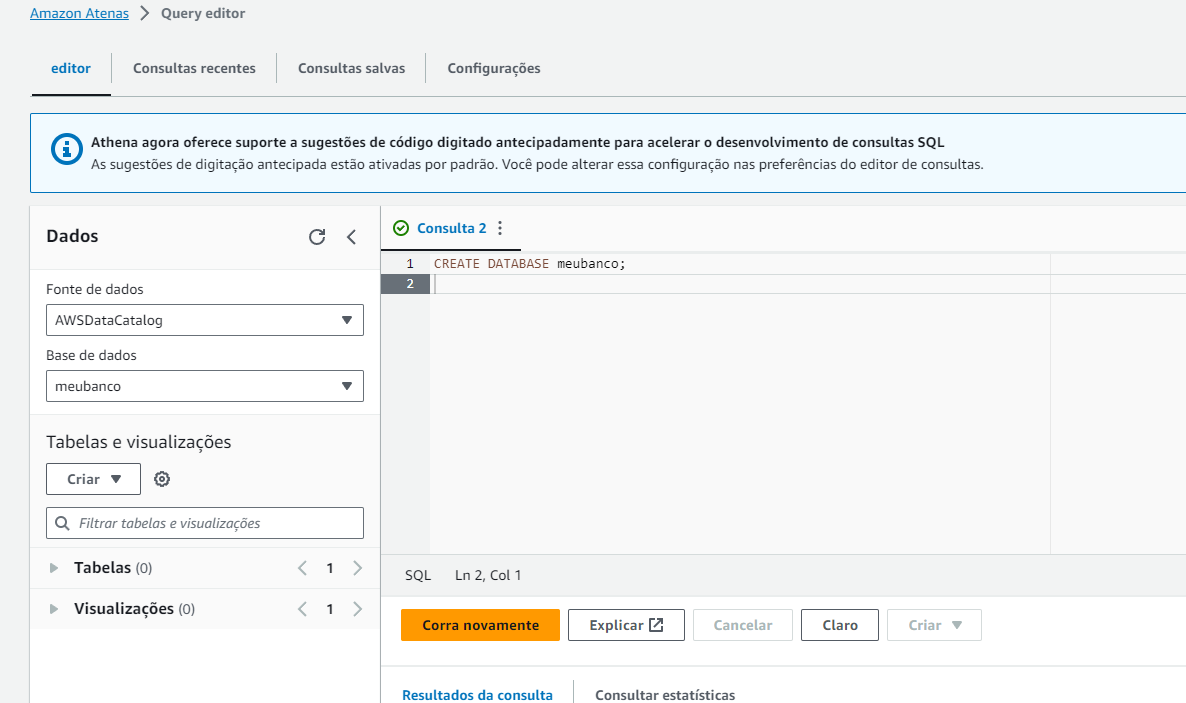 Amazon Atenas > Query editor
editor Consultas recentes Consultas salvas Configurações
Athena agora oferece suporte a sugestões de código digitado antecipadamente para acelerar o desenvolvimento de consultas SQL
As sugestões de digitação antecipada estão ativadas por padrão. Você pode alterar essa configuração nas preferências do editor de consultas.
Dados
Fonte de dados
AWSDataCatalog
Base de dados
meubanco
Tabelas e visualizações
Criar
Filtrar tabelas e visualizações
Tabelas (0) < 1 >
Visualizações (0) < 1 >
Consulta 2
1 CREATE DATABASE meubanco;
2
SQL Ln 2, Col 1
Corra novamente Explicar Cancelar Claro Criar
Resultados da consulta Consultar estatísticas